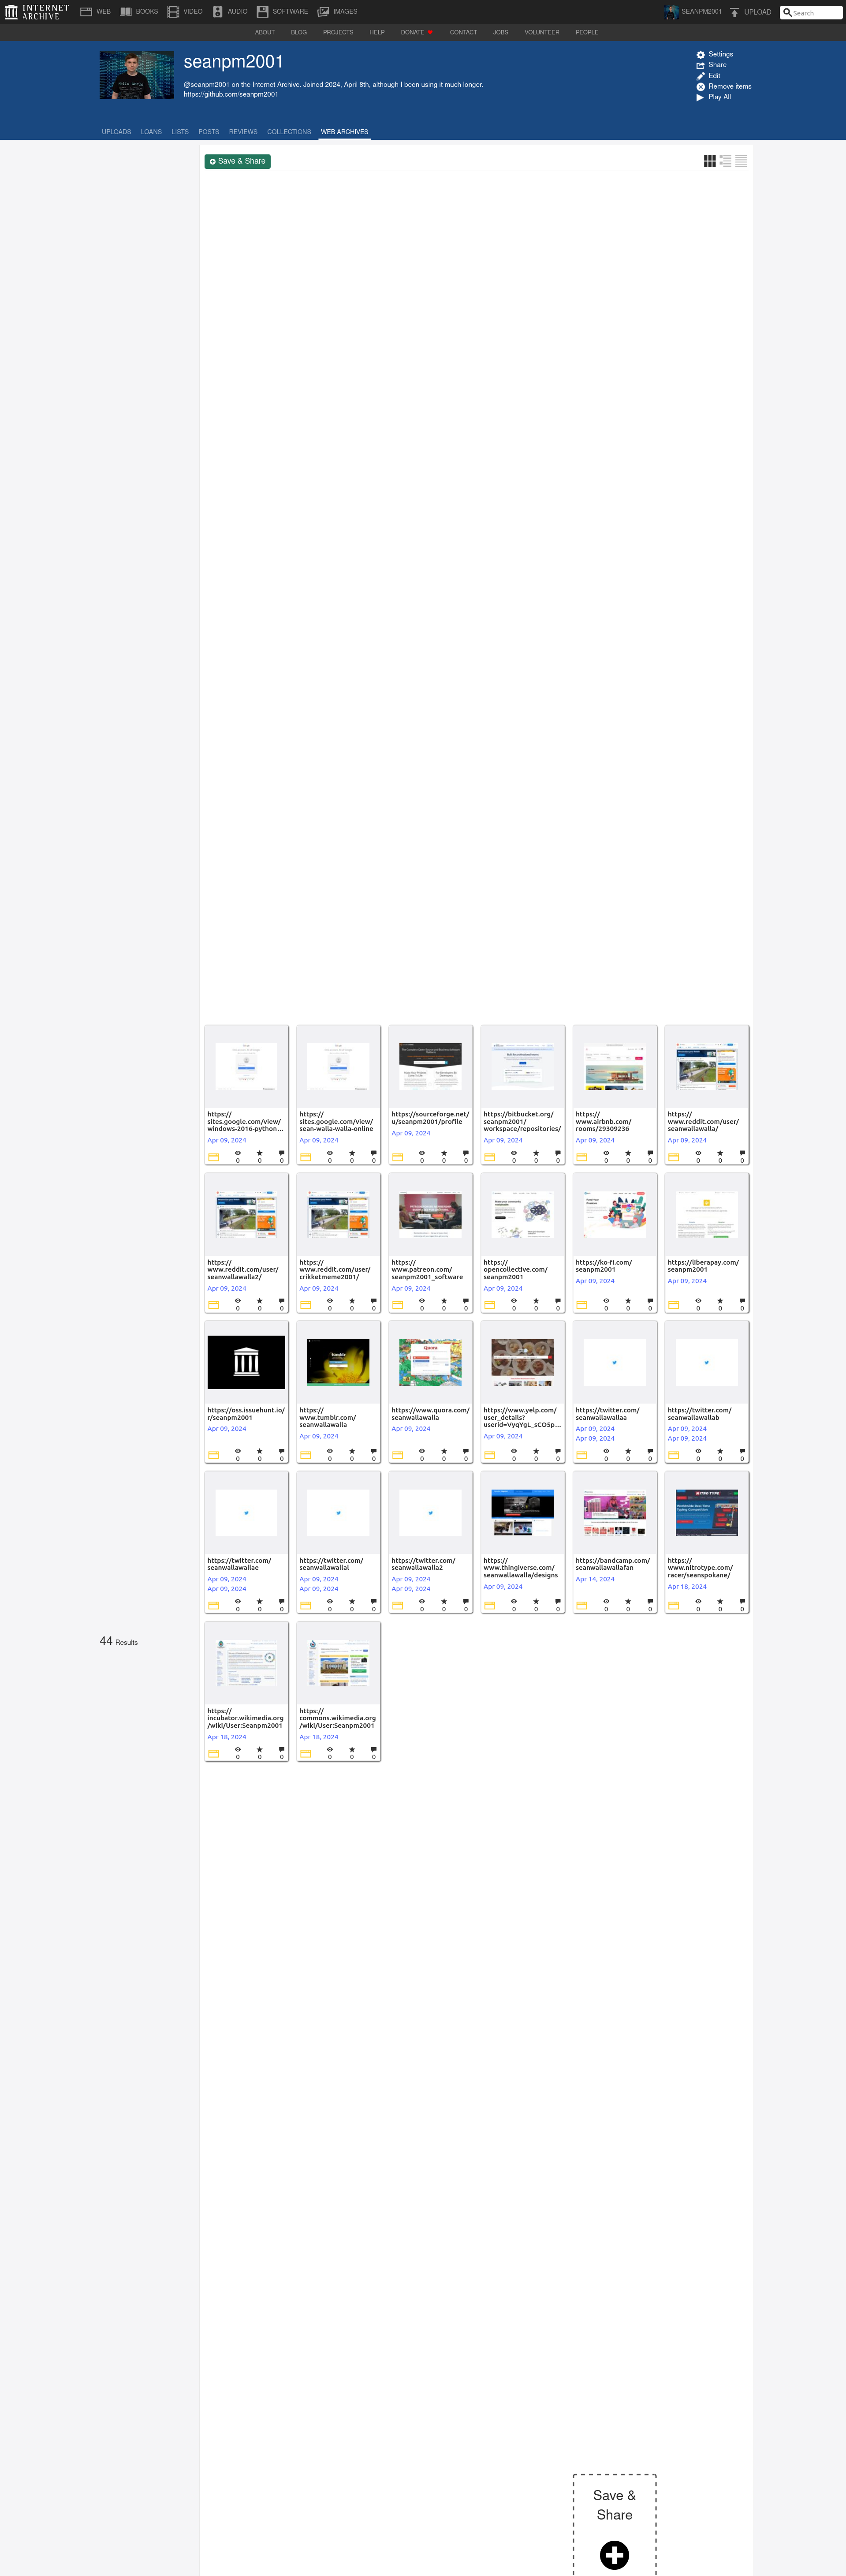 INTERNET
ARCHIVE
WEB
BOOKS
VIDEO
AUDIO
SOFTWARE
IMAGES
SEANPM2001
UPLOAD
Search
ABOUT
BLOG
PROJECTS
HELP
DONATE
CONTACT
JOBS
VOLUNTEER
PEOPLE
seanpm2001
@seanpm2001 on the Internet Archive. Joined 2024, April 8th, although I been using it much longer.
https://github.com/seanpm2001
Settings
Share
Edit
Remove items
Play All
UPLOADS
LOANS
LISTS
POSTS
REVIEWS
COLLECTIONS
WEB ARCHIVES
Save & Share
https://
sites.google.com/view/
windows-2016-python...
Apr 09, 2024
0 0 0
https://
sites.google.com/view/
sean-walla-walla-online
Apr 09, 2024
0 0 0
https://sourceforge.net/
u/seanpm2001/profile
Apr 09, 2024
0 0 0
https://bitbucket.org/
seanpm2001/
workspace/repositories/
Apr 09, 2024
0 0 0
https://
www.airbnb.com/
rooms/29309236
Apr 09, 2024
0 0 0
https://
www.reddit.com/user/
seanwallawalla/
Apr 09, 2024
0 0 0
https://
www.reddit.com/user/
seanwallawalla2/
Apr 09, 2024
0 0 0
https://
www.reddit.com/user/
crikketmeme2001/
Apr 09, 2024
0 0 0
https://
www.patreon.com/
seanpm2001_software
Apr 09, 2024
0 0 0
https://
opencollective.com/
seanpm2001
Apr 09, 2024
0 0 0
https://ko-fi.com/
seanpm2001
Apr 09, 2024
0 0 0
https://liberapay.com/
seanpm2001
Apr 09, 2024
0 0 0
https://oss.issuehunt.io/
r/seanpm2001
Apr 09, 2024
0 0 0
https://
www.tumblr.com/
seanwallawalla
Apr 09, 2024
0 0 0
Quora
https://www.quora.com/
seanwallawalla
Apr 09, 2024
0 0 0
https://www.yelp.com/
user_details?
userid=VyqYgL_sCO5p...
Apr 09, 2024
0 0 0
https://twitter.com/
seanwallawallaa
Apr 09, 2024
Apr 09, 2024
0 0 0
https://twitter.com/
seanwallawallab
Apr 09, 2024
Apr 09, 2024
0 0 0
https://twitter.com/
seanwallawallae
Apr 09, 2024
Apr 09, 2024
0 0 0
https://twitter.com/
seanwallawallal
Apr 09, 2024
Apr 09, 2024
0 0 0
https://twitter.com/
seanwallawalla2
Apr 09, 2024
Apr 09, 2024
0 0 0
https://
www.thingiverse.com/
seanwallawalla/designs
Apr 09, 2024
0 0 0
https://bandcamp.com/
seanwallawallafan
Apr 14, 2024
0 0 0
https://
www.nitrotype.com/
racer/seanspokane/
Apr 18, 2024
0 0 0
44 Results
https://
incubator.wikimedia.org
/wiki/User:Seanpm2001
Apr 18, 2024
0 0 0
https://
commons.wikimedia.org
/wiki/User:Seanpm2001
Apr 18, 2024
0 0 0
Save &
Share